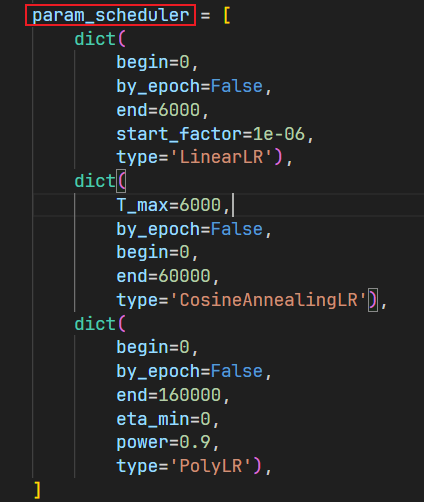 param_scheduler = [
    dict(
        begin=0,
        by_epoch=False,
        end=6000,
        start_factor=1e-06,
        type='LinearLR'),
    dict(
        T_max=6000,
        by_epoch=False,
        begin=0,
        end=60000,
        type='CosineAnnealingLR'),
    dict(
        begin=0,
        by_epoch=False,
        end=160000,
        eta_min=0,
        power=0.9,
        type='PolyLR'),
]